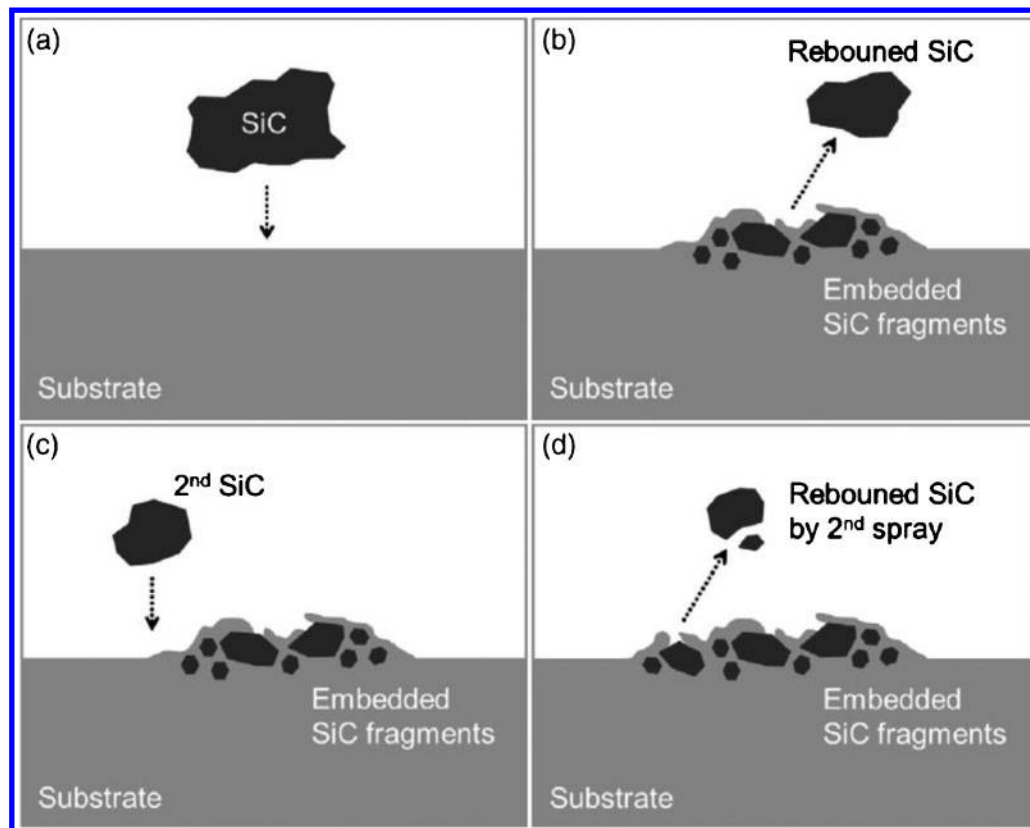 (a)
SiC
Substrate
(b)
Rebouned SiC
Embedded
SiC fragments
Substrate
(c)
2nd SiC
Embedded
SiC fragments
Substrate
(d)
Rebouned SiC
by 2nd spray
Embedded
SiC fragments
Substrate